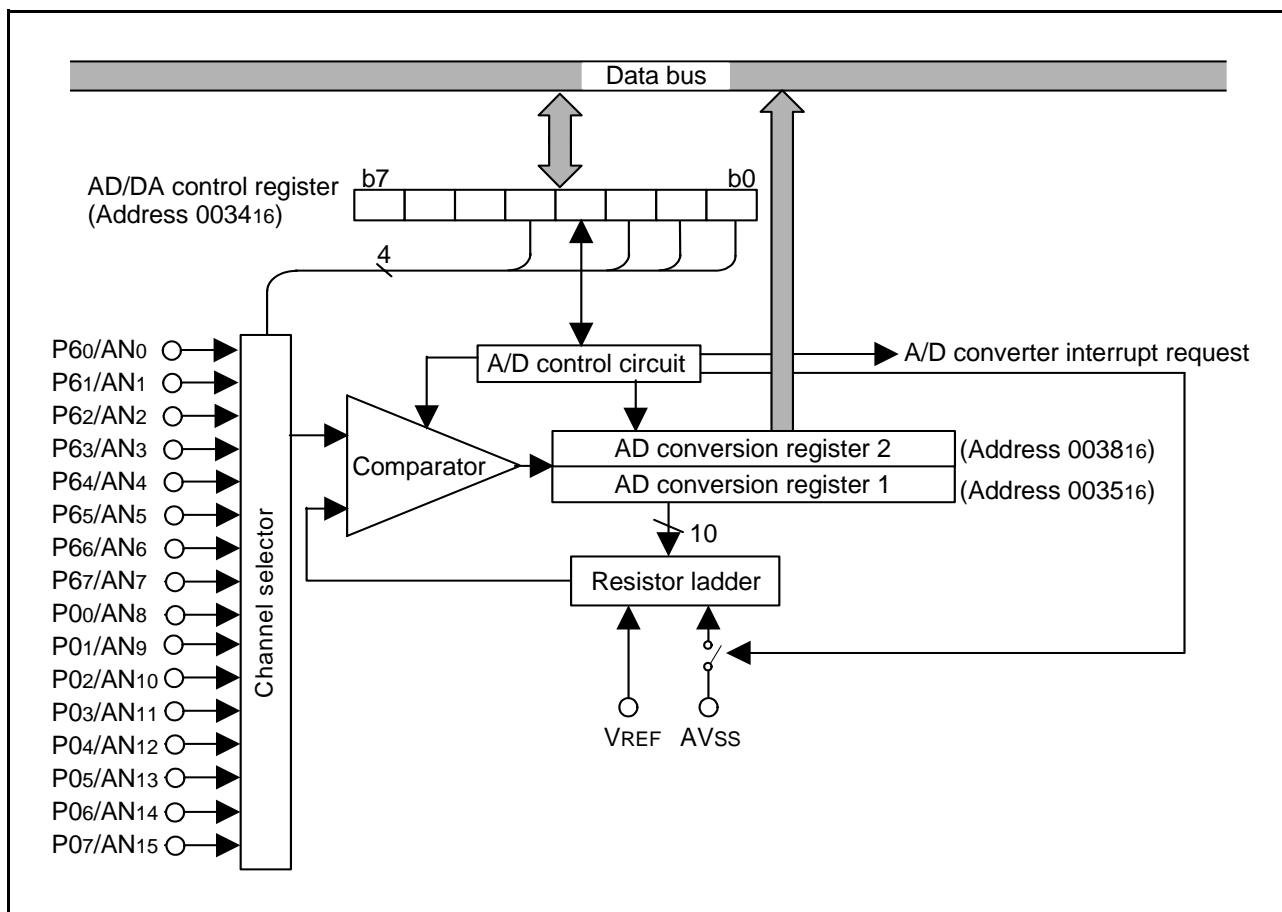 Data bus
b7 b0
AD/DA control register
(Address 003416)
4
P60/AN0
P61/AN1
P62/AN2
P63/AN3
P64/AN4
P65/AN5
P66/AN6
P67/AN7
P00/AN8
P01/AN9
P02/AN10
P03/AN11
P04/AN12
P05/AN13
P06/AN14
P07/AN15
Channel selector
A/D control circuit
A/D converter interrupt request
Comparator
AD conversion register 2 (Address 003816)
AD conversion register 1 (Address 003516)
10
Resistor ladder
VREF AVSS